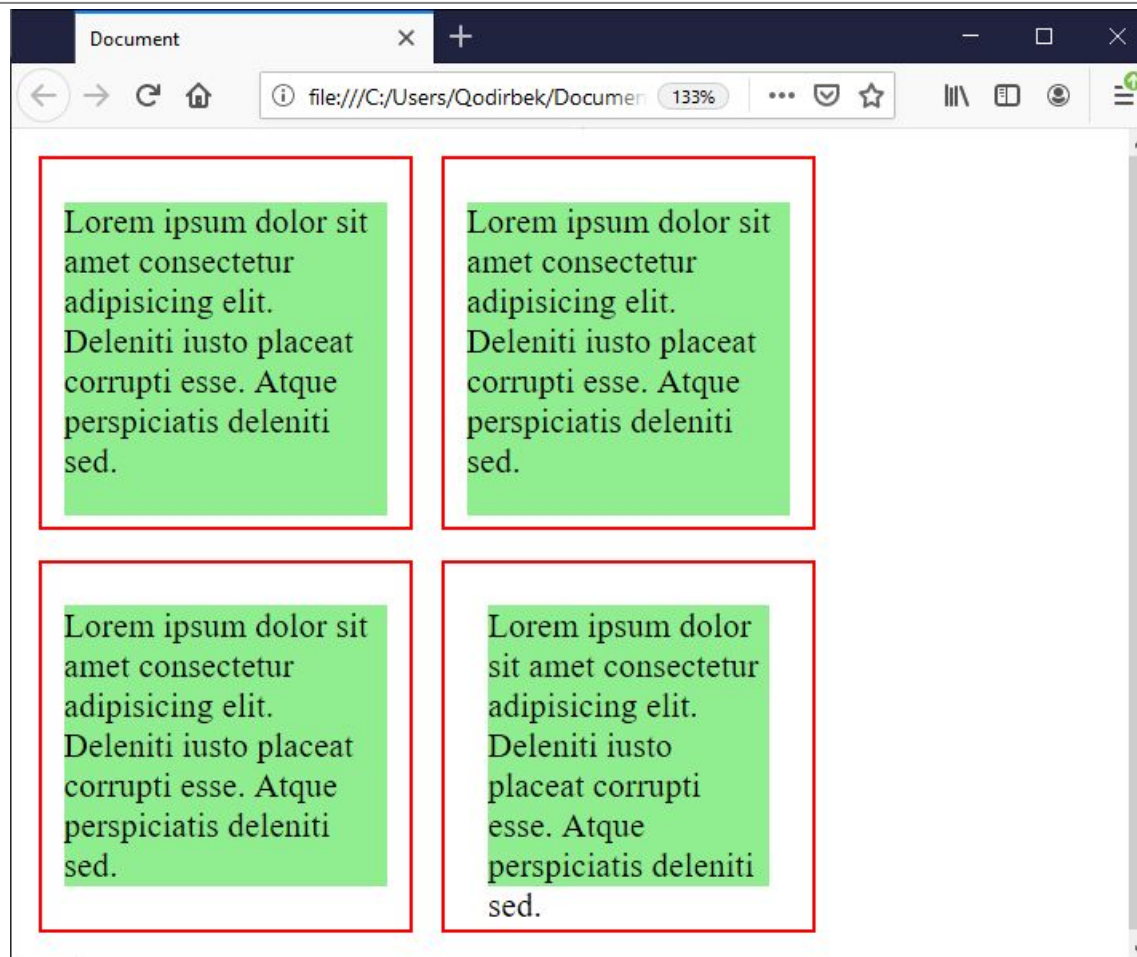 Document
file:///C:/Users/Qodirbek/Documen 133%
Lorem ipsum dolor sit
amet consectetur
adipisicing elit.
Deleniti iusto placeat
corrupti esse. Atque
perspiciatis deleniti
sed.
Lorem ipsum dolor sit
amet consectetur
adipisicing elit.
Deleniti iusto placeat
corrupti esse. Atque
perspiciatis deleniti
sed.
Lorem ipsum dolor sit
amet consectetur
adipisicing elit.
Deleniti iusto placeat
corrupti esse. Atque
perspiciatis deleniti
sed.
Lorem ipsum dolor
sit amet consectetur
adipisicing elit.
Deleniti iusto
placeat corrupti
esse. Atque
perspiciatis deleniti
sed.